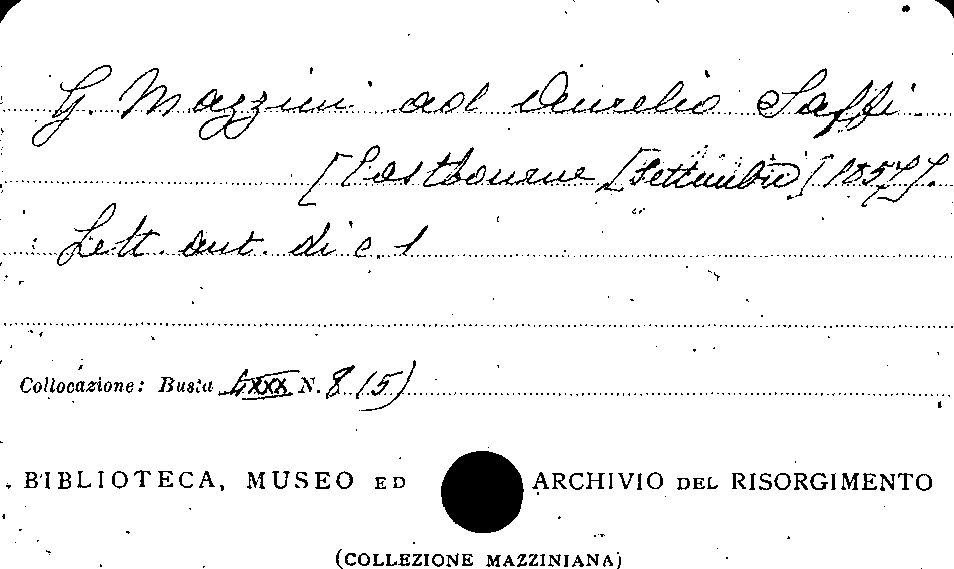 G. Mazzini ad Aurelio Saffi.
[Eastbourne [Settembre] 1857].
Lett. aut. di c. 1
Collocazione: Busta LXXX N. 8 (5)
BIBLIOTECA, MUSEO ED ARCHIVIO DEL RISORGIMENTO
(COLLEZIONE MAZZINIANA)